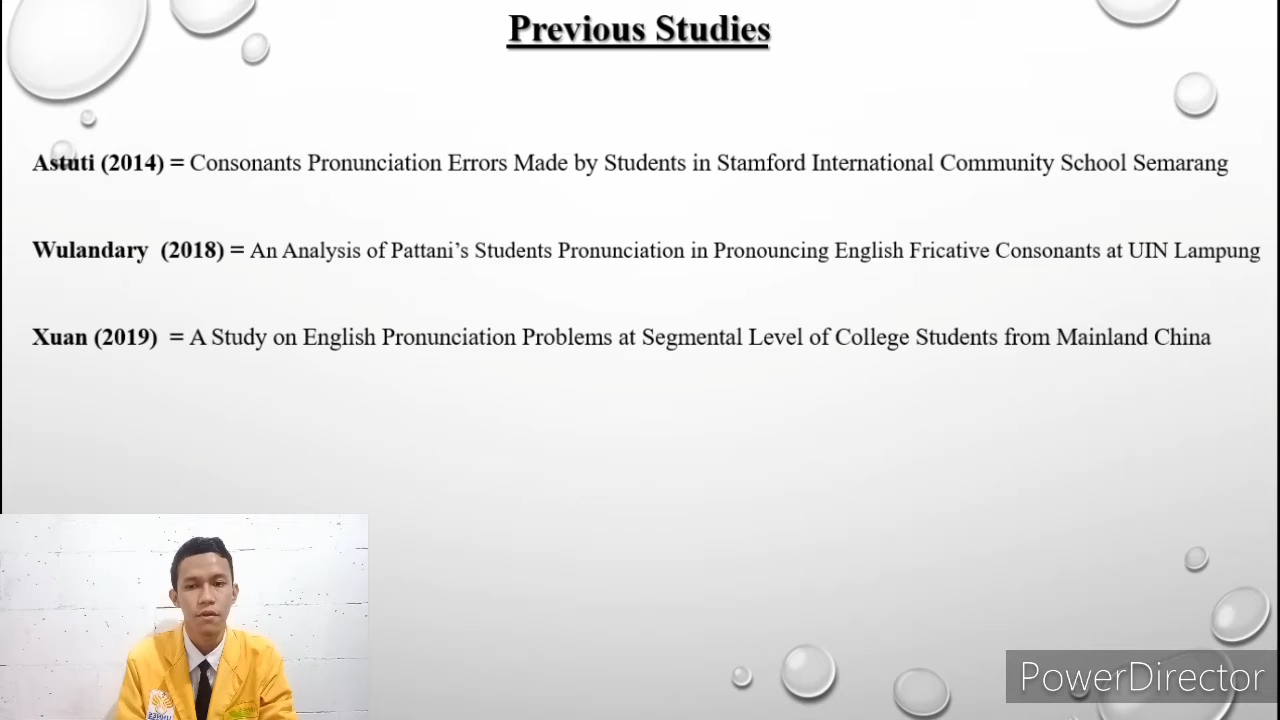 Previous Studies
Astuti (2014) = Consonants Pronunciation Errors Made by Students in Stamford International Community School Semarang
Wulandary (2018) = An Analysis of Pattani’s Students Pronunciation in Pronouncing English Fricative Consonants at UIN Lampung
Xuan (2019) = A Study on English Pronunciation Problems at Segmental Level of College Students from Mainland China
UNNES
PowerDirector